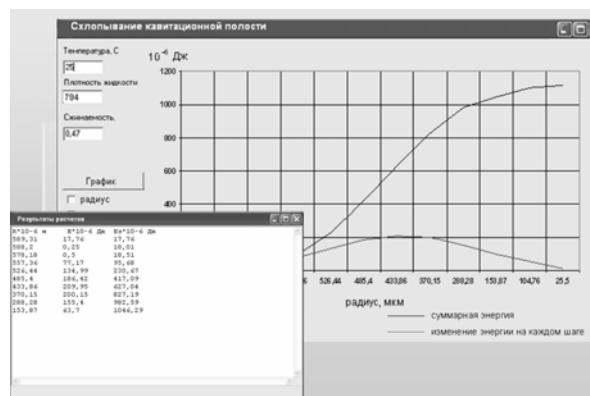 Схлопывание кавитационной полости
Температура, С
25
Плотность жидкости
794
Сжимаемость,
0,47
График
радиус
10⁻⁶ Дж
1200
1000
800
600
400
526,44 485,4 433,86 370,15 288,28 153,87 104,76 25,5
радиус, мкм
суммарная энергия
изменение энергии на каждом шаге
Результаты расчетов
R*10-6 м E*10-6 Дж Es*10-6 Дж
589,31 17,76 17,76
588,2 0,25 18,01
578,18 0,5 18,51
557,36 77,17 95,68
526,44 134,99 230,67
485,4 186,42 417,09
433,86 209,95 627,04
370,15 200,15 827,19
288,28 155,4 982,59
153,87 63,7 1046,29